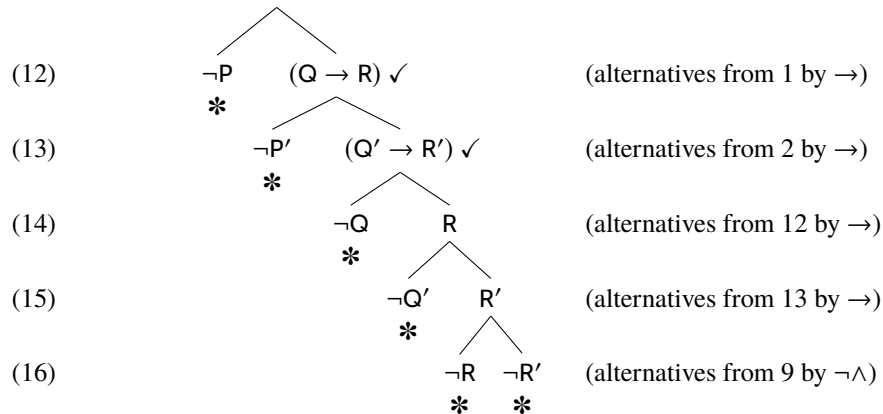 (12) ¬P (Q → R) ✓ (alternatives from 1 by →)
✱
(13) ¬P′ (Q′ → R′) ✓ (alternatives from 2 by →)
✱
(14) ¬Q R (alternatives from 12 by →)
✱
(15) ¬Q′ R′ (alternatives from 13 by →)
✱
(16) ¬R ¬R′ (alternatives from 9 by ¬∧)
✱ ✱